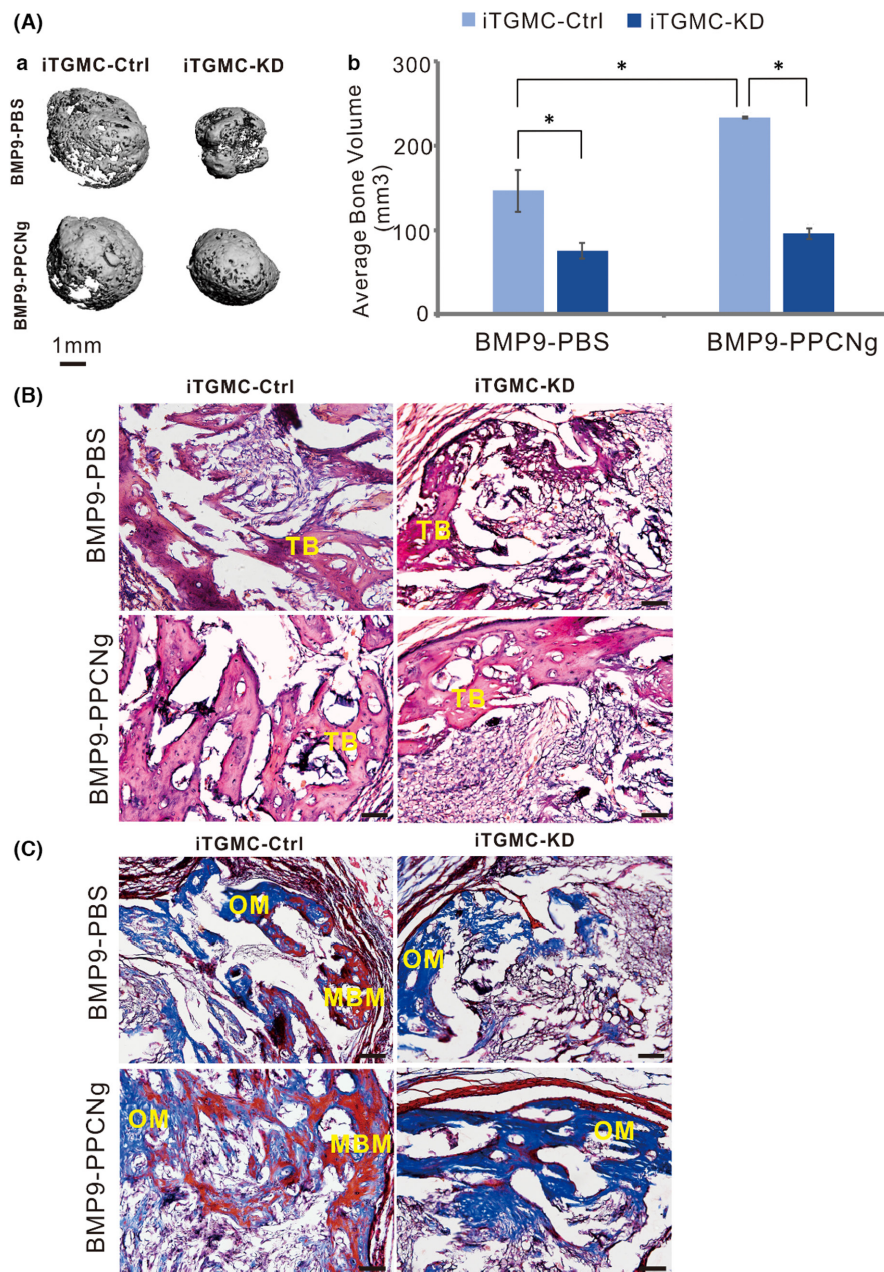 (A)
iTGMC-Ctrl iTGMC-KD
a iTGMC-Ctrl iTGMC-KD
b
BMP9-PBS
BMP9-PPCNg
1mm
Average Bone Volume
(mm3)
300
200
100
0
*
*
*
BMP9-PBS BMP9-PPCNg
(B)
iTGMC-Ctrl iTGMC-KD
BMP9-PBS
TB
TB
BMP9-PPCNg
TB
TB
(C)
iTGMC-Ctrl iTGMC-KD
BMP9-PBS
OM
MBM
OM
BMP9-PPCNg
OM
MBM
OM